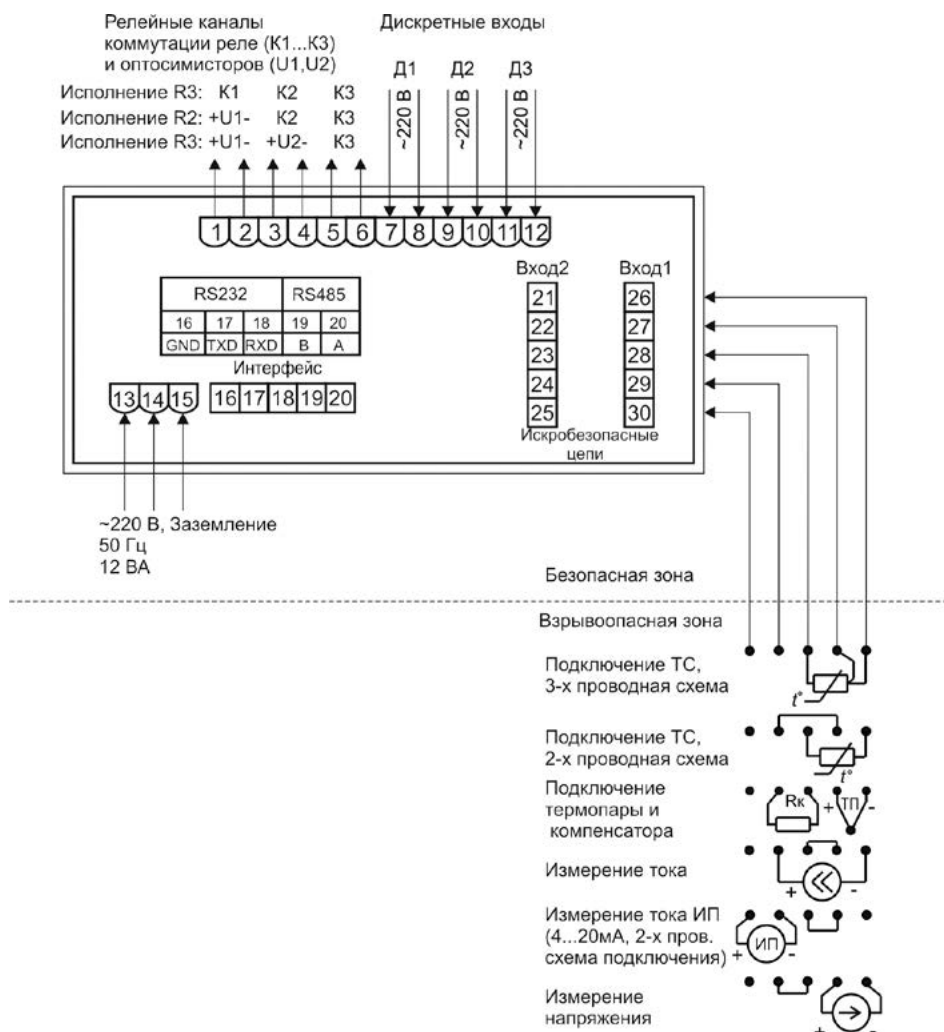 Релейные каналы
коммутации реле (К1...К3)
и оптосимисторов (U1,U2)
Исполнение R3: К1 К2 К3
Исполнение R2: +U1- К2 К3
Исполнение R3: +U1- +U2- К3
Дискретные входы
Д1 Д2 Д3
~220 В ~220 В ~220 В
1 2 3 4 5 6 7 8 9 10 11 12
RS232 RS485
16 17 18 19 20
GND TXD RXD B A
Интерфейс
13 14 15 16 17 18 19 20
Вход2 Вход1
21 26
22 27
23 28
24 29
25 30
Искробезопасные
цепи
~220 В, Заземление
50 Гц
12 ВА
Безопасная зона
Взрывоопасная зона
Подключение ТС,
3-х проводная схема
t°
Подключение ТС,
2-х проводная схема
t°
Подключение
термопары и
компенсатора
Rк + ТП -
Измерение тока
+ -
Измерение тока ИП
(4...20мА, 2-х пров.
схема подключения)
+ ИП -
Измерение
напряжения
+ -